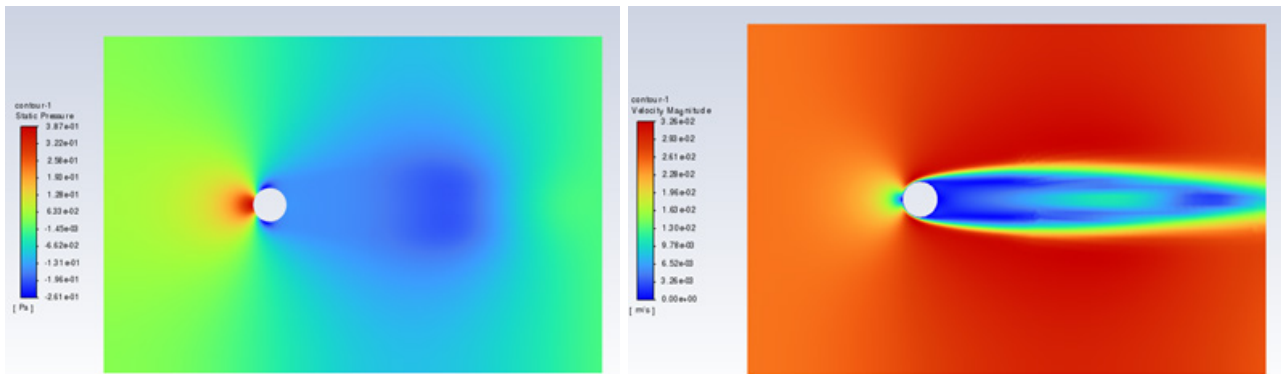 contour-1
Static Pressure
3.87e-01
3.22e-01
2.58e-01
1.93e-01
1.28e-01
6.33e-02
-1.45e-03
-6.62e-02
-1.31e-01
-1.96e-01
-2.61e-01
[ Pa ]
contour-1
Velocity Magnitude
3.26e-02
2.93e-02
2.61e-02
2.28e-02
1.96e-02
1.63e-02
1.30e-02
9.78e-03
6.52e-03
3.26e-03
0.00e+00
[ m/s ]